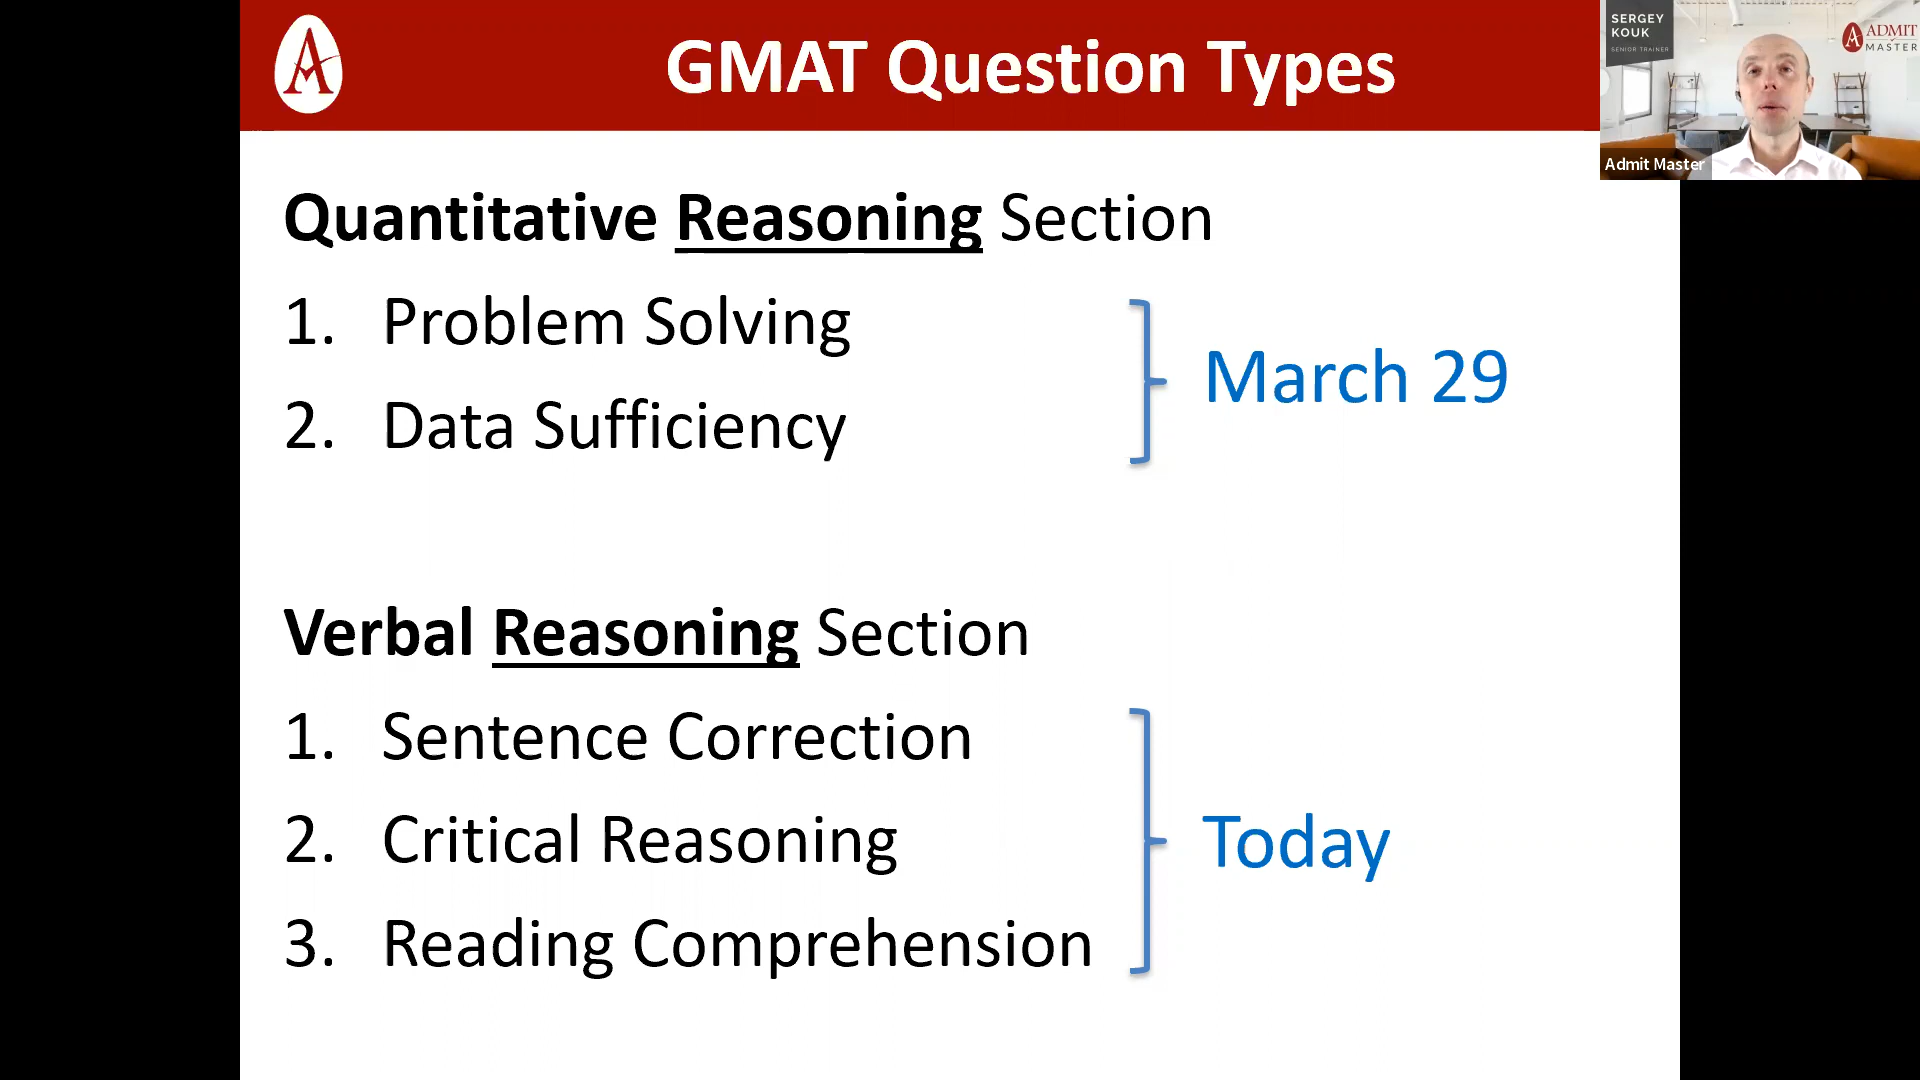 GMAT Question Types
SERGEY
KOUK
SENIOR TRAINER
ADMIT
MASTER
Admit Master
Quantitative Reasoning Section
1. Problem Solving
2. Data Sufficiency
March 29
Verbal Reasoning Section
1. Sentence Correction
2. Critical Reasoning
3. Reading Comprehension
Today